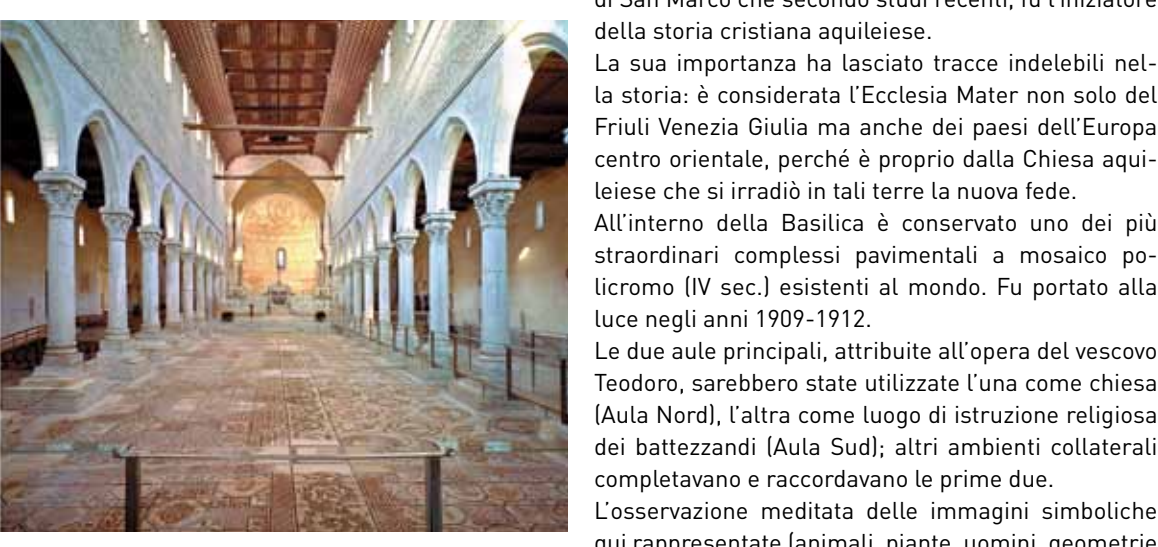 di San Marco che secondo studi recenti, fu l'iniziatore
della storia cristiana aquileiese.
La sua importanza ha lasciato tracce indelebili nel-
la storia: è considerata l'Ecclesia Mater non solo del
Friuli Venezia Giulia ma anche dei paesi dell'Europa
centro orientale, perché è proprio dalla Chiesa aqui-
leiese che si irradiò in tali terre la nuova fede.
All'interno della Basilica è conservato uno dei più
straordinari complessi pavimentali a mosaico po-
licromo (IV sec.) esistenti al mondo. Fu portato alla
luce negli anni 1909-1912.
Le due aule principali, attribuite all'opera del vescovo
Teodoro, sarebbero state utilizzate l'una come chiesa
(Aula Nord), l'altra come luogo di istruzione religiosa
dei battezzandi (Aula Sud); altri ambienti collaterali
completavano e raccordavano le prime due.
L'osservazione meditata delle immagini simboliche
qui rappresentate (animali, piante, uomini, geometrie